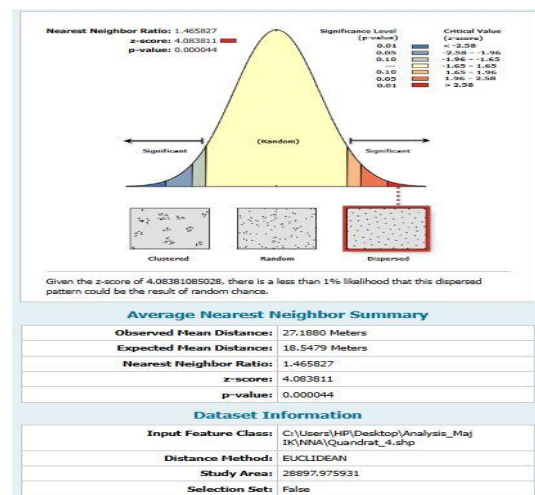 Nearest Neighbor Ratio: 1.465827
z-score: 4.083811
p-value: 0.000044
Significance Level (p-value)
Critical Value (z-score)
0.01 < -2.58
0.05 -2.58 - -1.96
0.10 -1.96 - -1.65
--- -1.65 - 1.65
0.10 1.65 - 1.96
0.05 1.96 - 2.58
0.01 > 2.58
Significant (Random) Significant
Clustered Random Dispersed
Given the z-score of 4.08381085028, there is a less than 1% likelihood that this dispersed
pattern could be the result of random chance.
Average Nearest Neighbor Summary
Observed Mean Distance: 27.1880 Meters
Expected Mean Distance: 18.5479 Meters
Nearest Neighbor Ratio: 1.465827
z-score: 4.083811
p-value: 0.000044
Dataset Information
Input Feature Class: C:\Users\HP\Desktop\Analysis_Maj
IK\NNA\Quandrat_4.shp
Distance Method: EUCLIDEAN
Study Area: 28897.975931
Selection Set: False